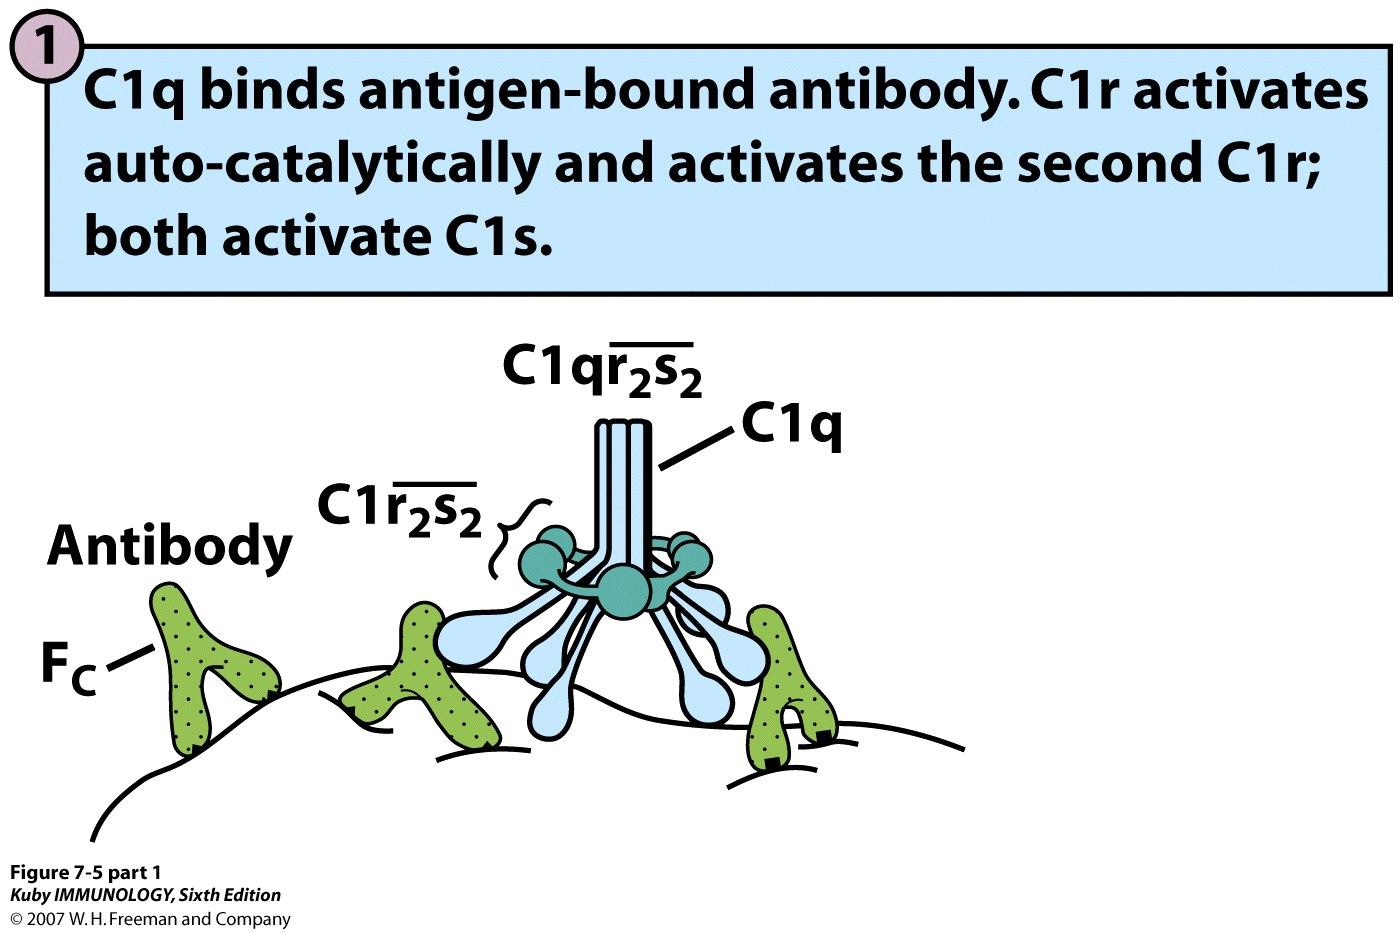 1
C1q binds antigen-bound antibody. C1r activates
auto-catalytically and activates the second C1r;
both activate C1s.
C1qr₂s₂
C1q
C1r₂s₂
Antibody
Fc
Figure 7-5 part 1
Kuby IMMUNOLOGY, Sixth Edition
© 2007 W. H. Freeman and Company